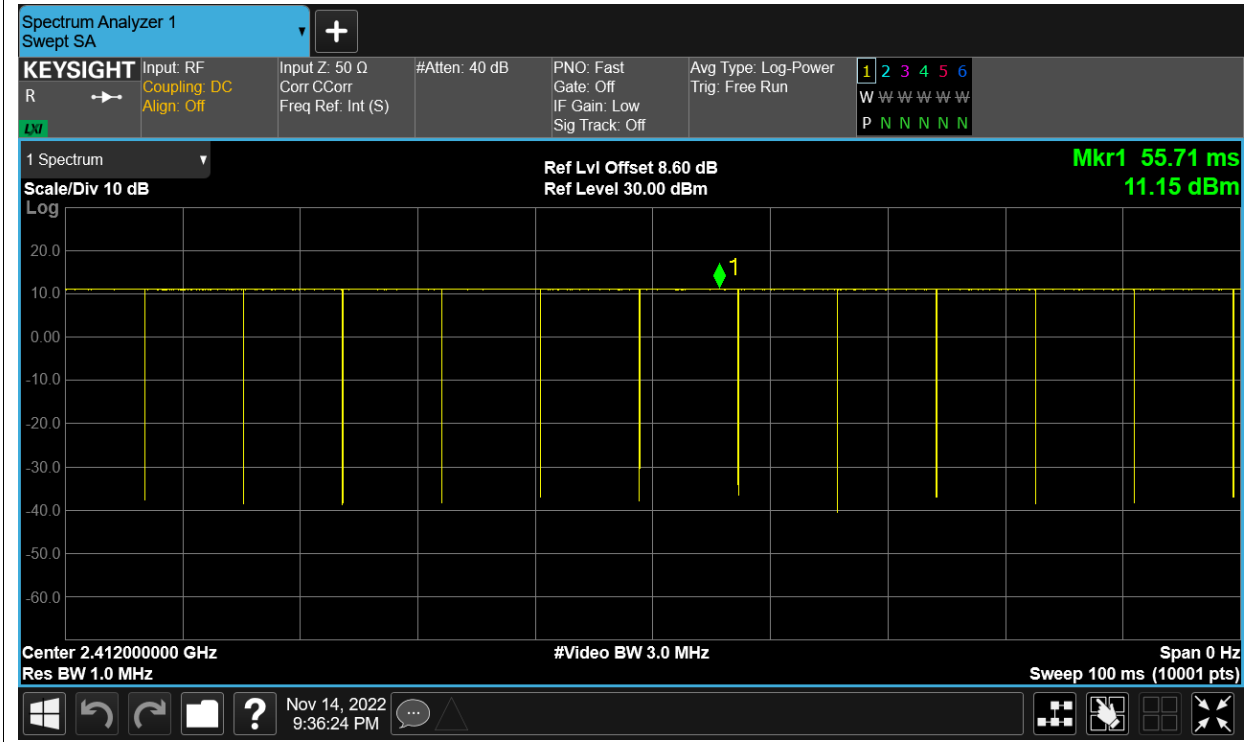 Spectrum Analyzer 1
Swept SA
KEYSIGHT
R
LXI
Input: RF
Coupling: DC
Align: Off
Input Z: 50 Ω
Corr CCorr
Freq Ref: Int (S)
#Atten: 40 dB
PNO: Fast
Gate: Off
IF Gain: Low
Sig Track: Off
Avg Type: Log-Power
Trig: Free Run
1 2 3 4 5 6
W W W W W W
P N N N N N
1 Spectrum
Scale/Div 10 dB
Log
Ref Lvl Offset 8.60 dB
Ref Level 30.00 dBm
Mkr1 55.71 ms
11.15 dBm
1
20.0
10.0
0.00
-10.0
-20.0
-30.0
-40.0
-50.0
-60.0
Center 2.412000000 GHz
Res BW 1.0 MHz
#Video BW 3.0 MHz
Span 0 Hz
Sweep 100 ms (10001 pts)
?
Nov 14, 2022
9:36:24 PM